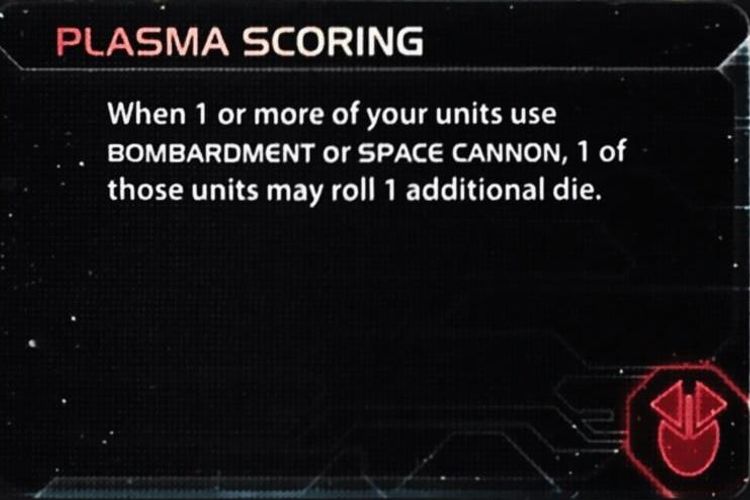 PLASMA SCORING
When 1 or more of your units use
BOMBARDMENT or SPACE CANNON, 1 of
those units may roll 1 additional die.